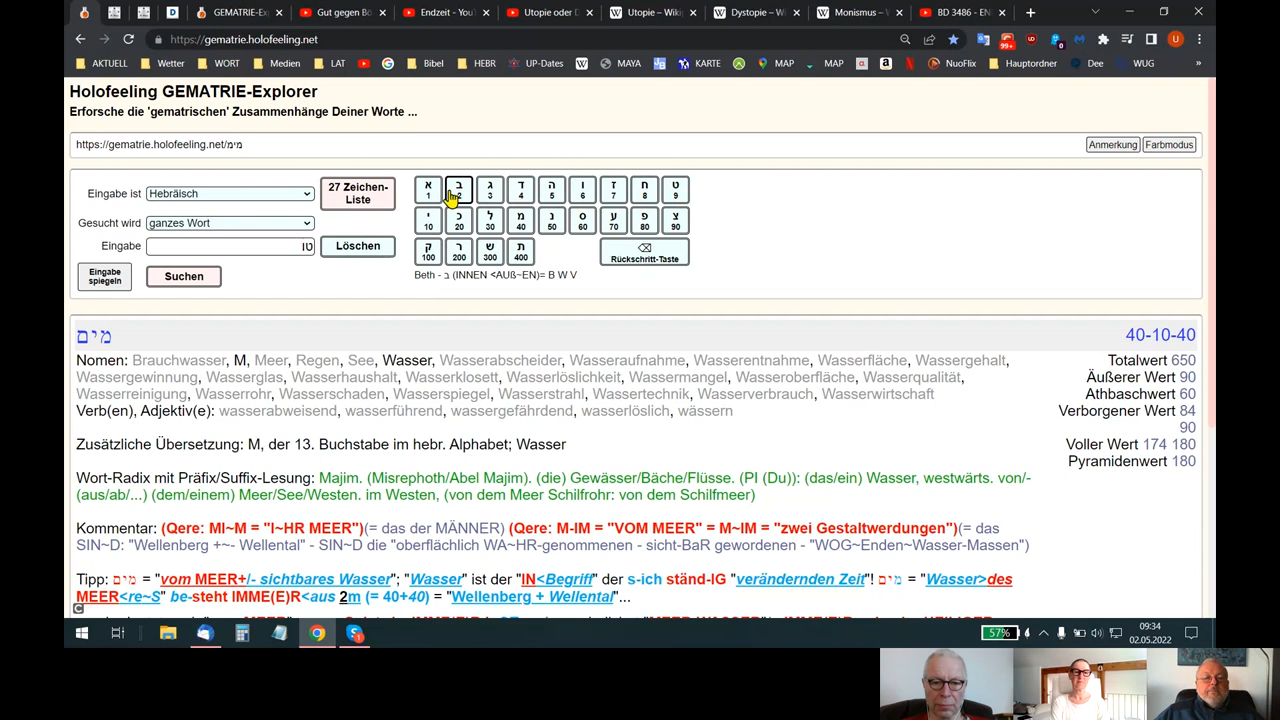 GEMATRIE-Exp
Gut gegen Bö
Endzeit - YouT
Utopie oder D
Utopie – Wikip
Dystopie – Wi
Monismus – W
BD 3486 - EN
https://gematrie.holofeeling.net
99+
0
U
AKTUELL
Wetter
WORT
Medien
LAT
Bibel
HEBR
UP-Dates
MAYA
KARTE
MAP
MAP
NuoFlix
Hauptordner
Dee
WUG
»
Holofeeling GEMATRIE-Explorer
Erforsche die 'gematrischen' Zusammenhänge Deiner Worte ...
https://gematrie.holofeeling.net/מימ
Anmerkung
Farbmodus
Eingabe ist
Hebräisch
27 Zeichen-
Liste
Gesucht wird
ganzes Wort
Eingabe
טו
Löschen
Eingabe
spiegeln
Suchen
א ב ג ד ה ו ז ח ט
1 2 3 4 5 6 7 8 9
י כ ל מ נ ס ע פ צ
10 20 30 40 50 60 70 80 90
ק ר ש ת ⌫
100 200 300 400 Rückschritt-Taste
Beth - ב (INNEN <AUß~EN)= B W V
מים
40-10-40
Nomen: Brauchwasser, M, Meer, Regen, See, Wasser, Wasserabscheider, Wasseraufnahme, Wasserentnahme, Wasserfläche, Wassergehalt,
Wassergewinnung, Wasserglas, Wasserhaushalt, Wasserklosett, Wasserlöslichkeit, Wassermangel, Wasseroberfläche, Wasserqualität,
Wasserreinigung, Wasserrohr, Wasserschaden, Wasserspiegel, Wasserstrahl, Wassertechnik, Wasserverbrauch, Wasserwirtschaft
Verb(en), Adjektiv(e): wasserabweisend, wasserführend, wassergefährdend, wasserlöslich, wässern
Totalwert 650
Äußerer Wert 90
Athbaschwert 60
Verborgener Wert 84
90
Voller Wert 174 180
Pyramidenwert 180
Zusätzliche Übersetzung: M, der 13. Buchstabe im hebr. Alphabet; Wasser
Wort-Radix mit Präfix/Suffix-Lesung: Majim. (Misrephoth/Abel Majim). (die) Gewässer/Bäche/Flüsse. (Pl (Du)): (das/ein) Wasser, westwärts. von/-
(aus/ab/...) (dem/einem) Meer/See/Westen. im Westen, (von dem Meer Schilfrohr: von dem Schilfmeer)
Kommentar: (Qere: MI~M = "I~HR MEER")(= das der MÄNNER) (Qere: M-IM = "VOM MEER" = M~IM = "zwei Gestaltwerdungen")(= das
SIN~D: "Wellenberg +~- Wellental" - SIN~D die "oberflächlich WA~HR-genommenen - sicht-BaR gewordenen - "WOG~Enden~Wasser-Massen")
Tipp: מים = "vom MEER+/- sichtbares Wasser"; "Wasser" ist der "IN<Begriff" der s-ich ständ-IG "verändernden Zeit"! מים = "Wasser>des
MEER<re~S" be-steht IMME(E)R<aus 2m (= 40+40) = "Wellenberg + Wellental"...
57%
09:34
02.05.2022